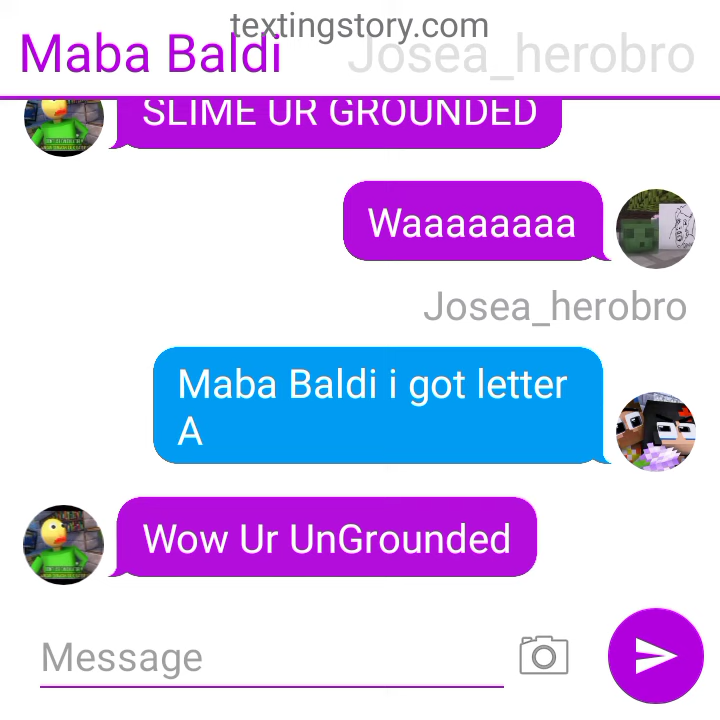 textingstory.com
Maba Baldi
Josea_herobro
SLIME UR GROUNDED
Waaaaaaaa
Josea_herobro
Maba Baldi i got letter
A
Wow Ur UnGrounded
Message